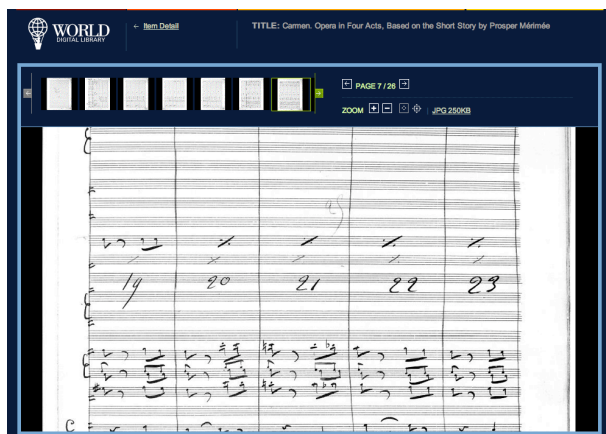 WORLD
DIGITAL LIBRARY
← Item Detail
TITLE: Carmen. Opera in Four Acts, Based on the Short Story by Prosper Mérimée
PAGE 7 / 26
ZOOM
JPG 250KB
19 20 21 22 23
C